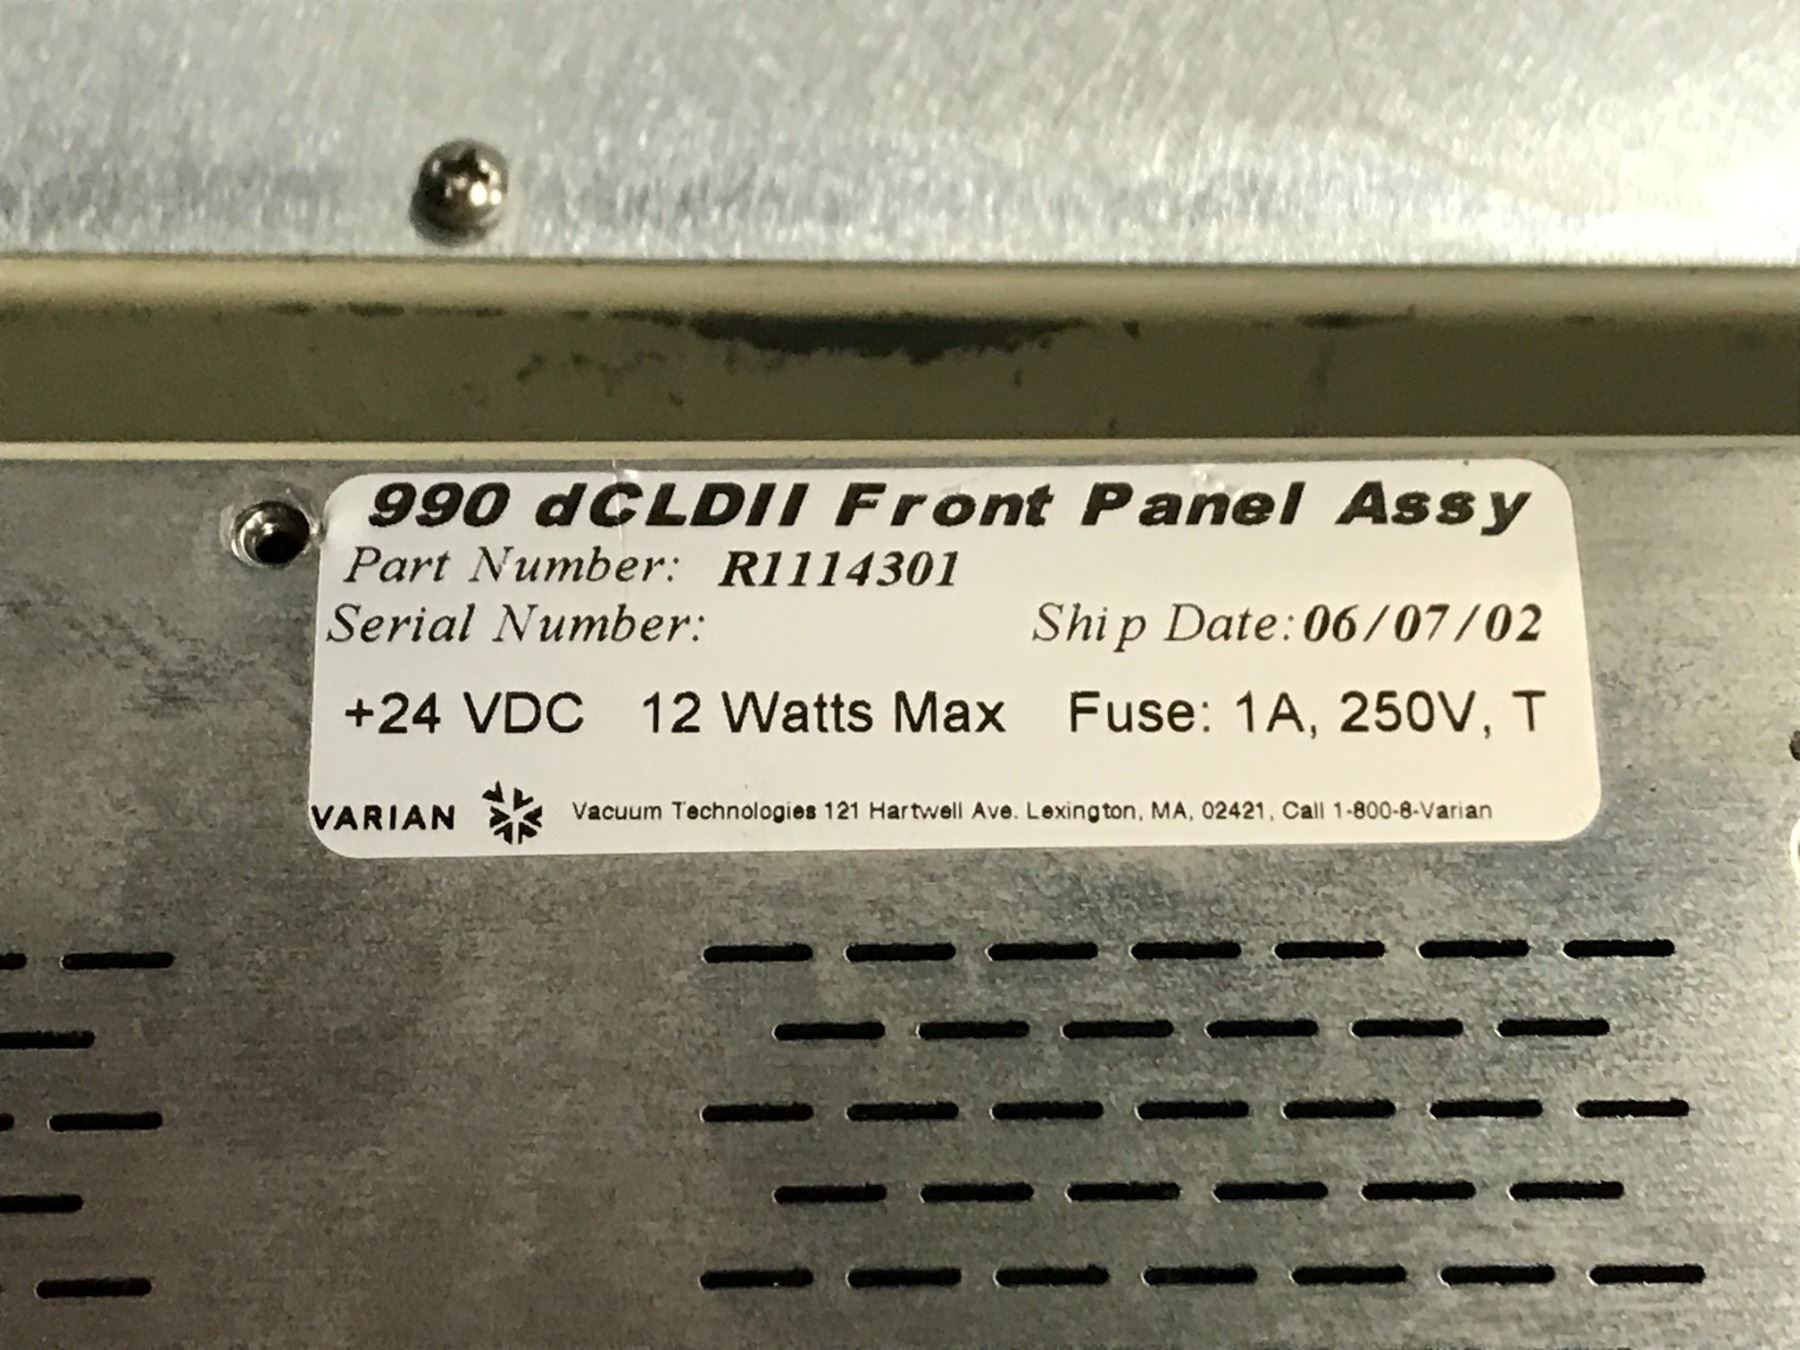 990 dCLDII Front Panel Assy
Part Number: R1114301
Serial Number: Ship Date: 06/07/02
+24 VDC 12 Watts Max Fuse: 1A, 250V, T
VARIAN Vacuum Technologies 121 Hartwell Ave. Lexington, MA, 02421, Call 1-800-8-Varian